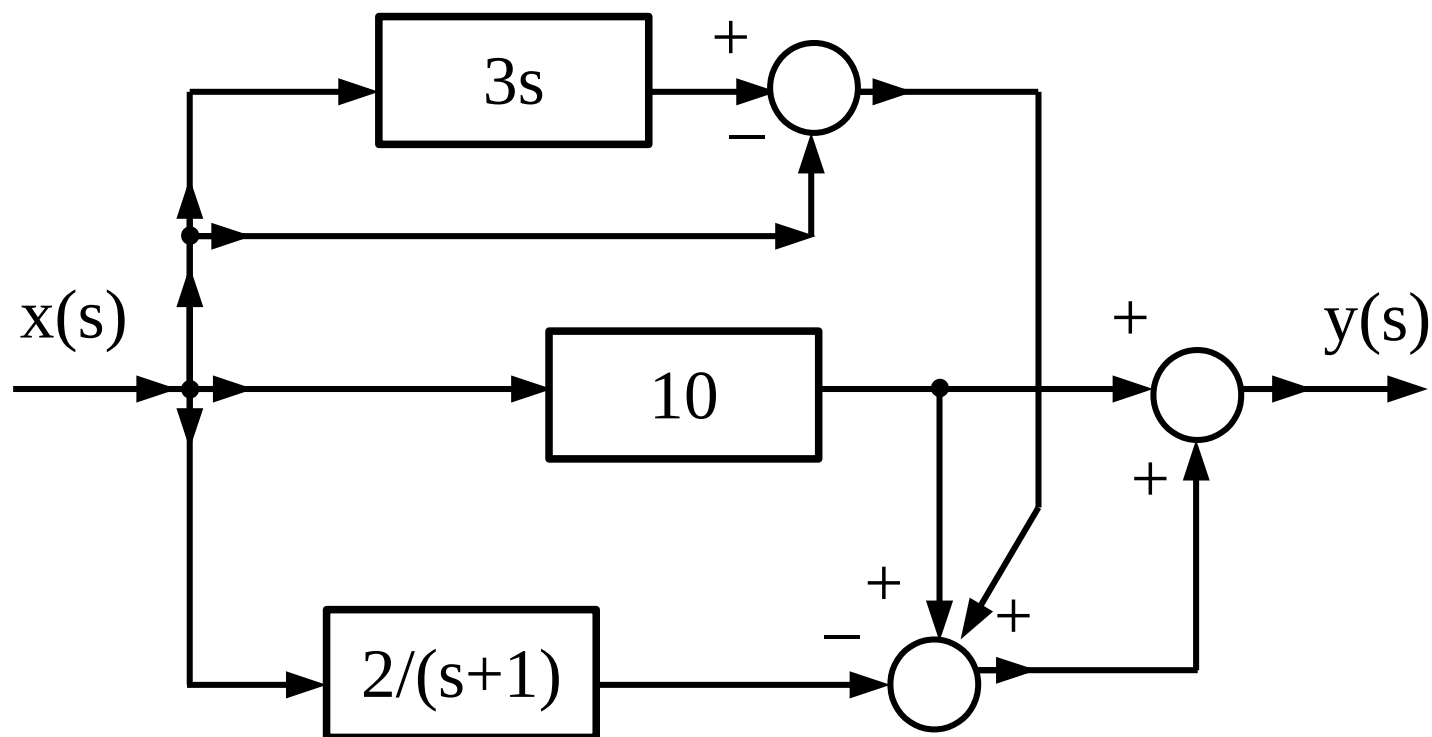 +
3s
−
x(s)
+
y(s)
10
+
+
+
−
2/(s+1)